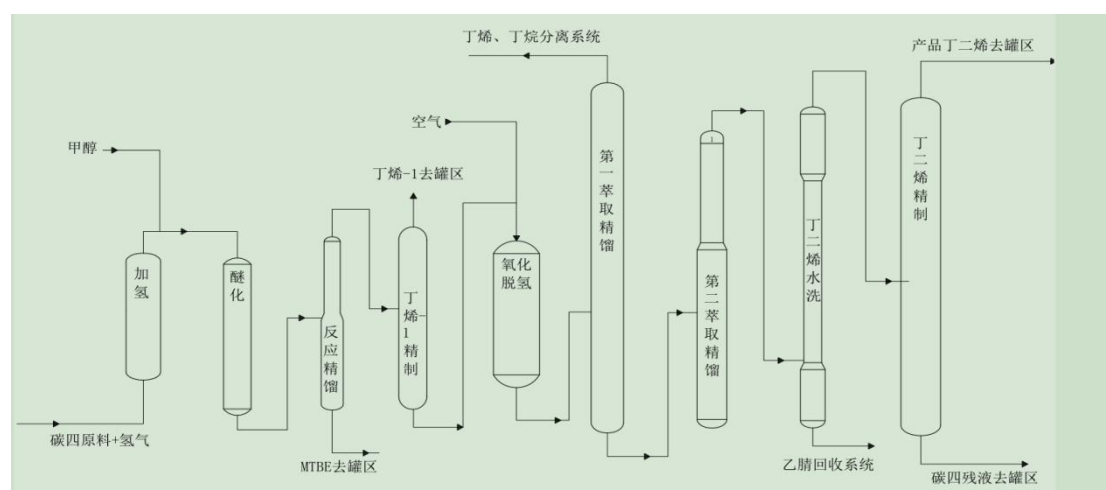 丁烯、丁烷分离系统
产品丁二烯去罐区
空气
甲醇
丁烯-1去罐区
加氢
醚化
反应精馏
丁烯-1精制
氧化
脱氢
第一萃取精馏
第二萃取精馏
丁二烯水洗
丁二烯精制
碳四原料+氢气
MTBE去罐区
乙腈回收系统
碳四残液去罐区